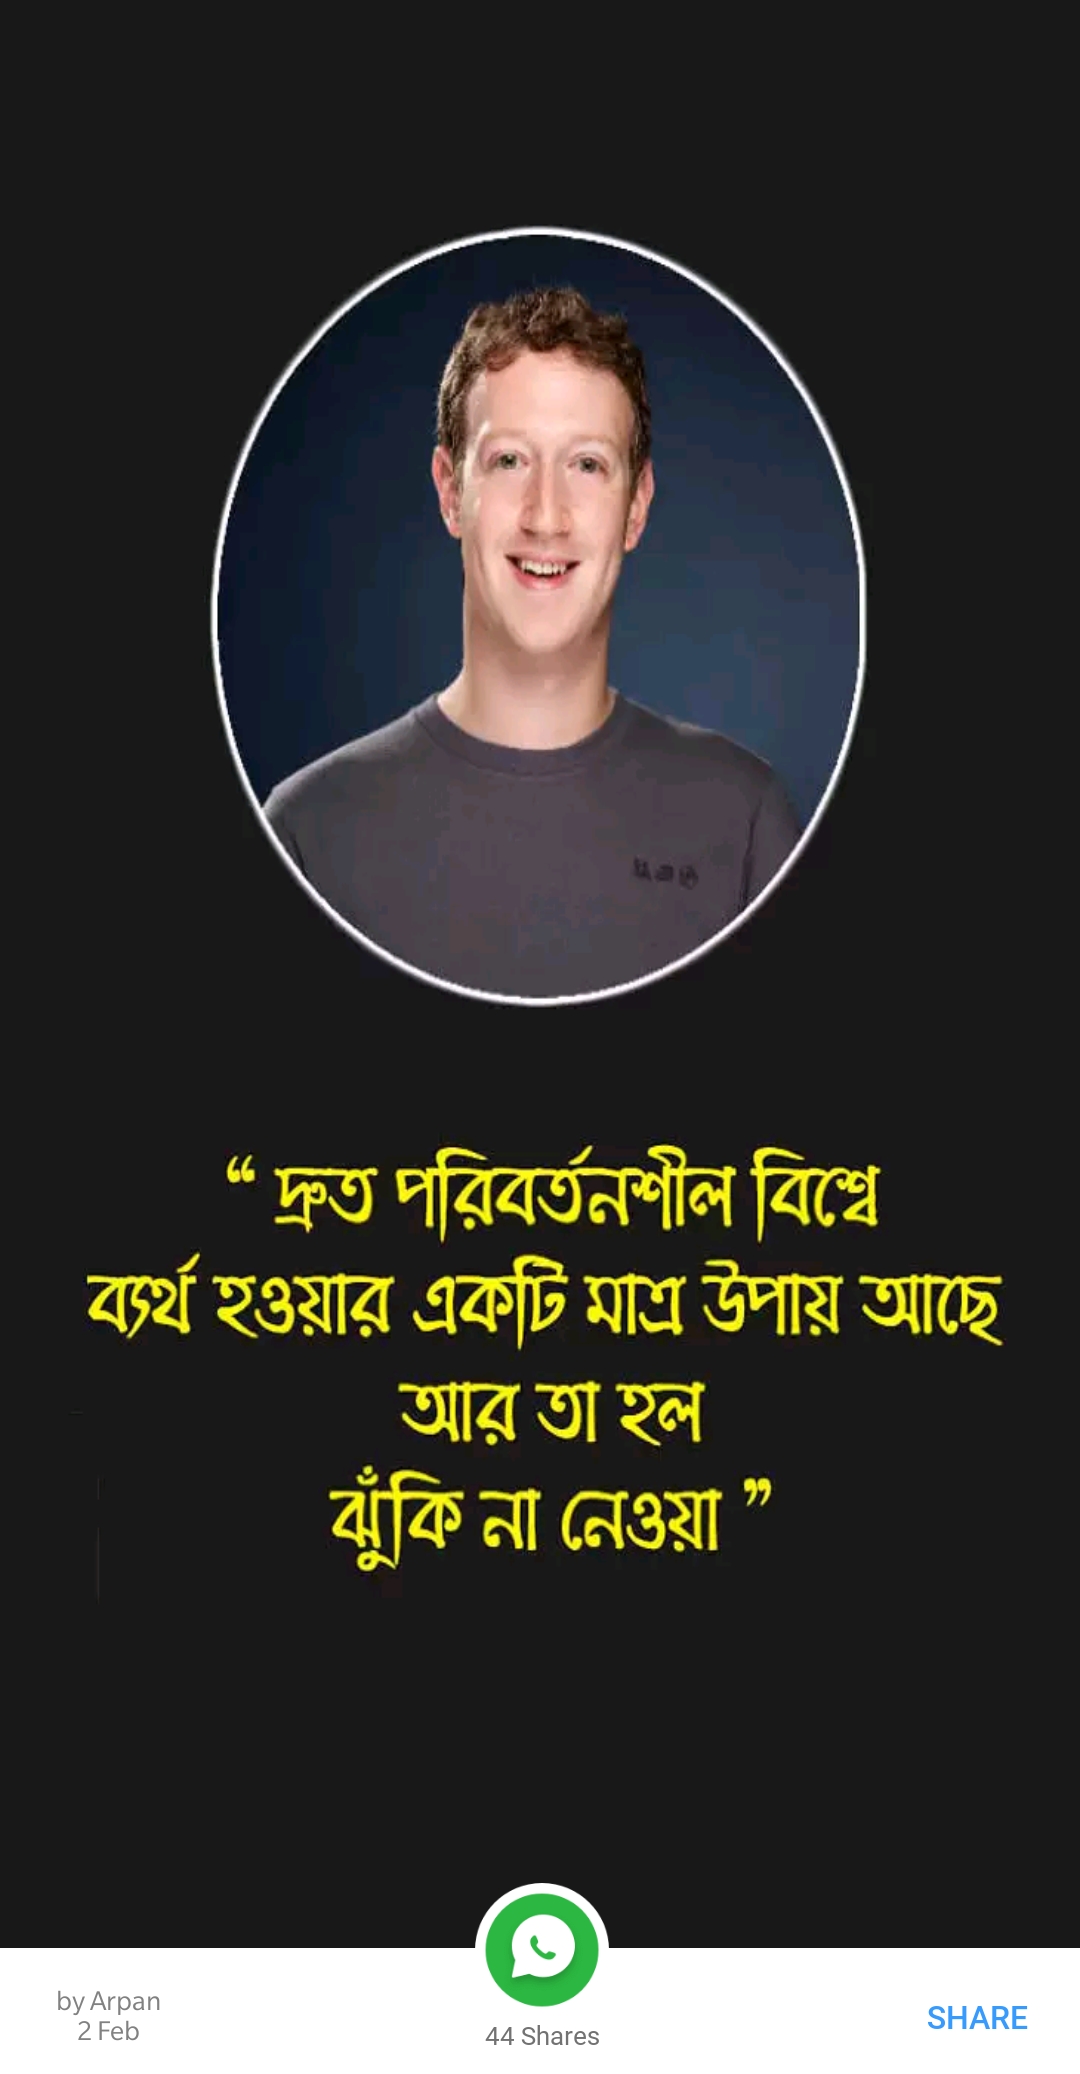 “ দ্রুত পরিবর্তনশীল বিশ্বে
ব্যর্থ হওয়ার একটি মাত্র উপায় আছে
আর তা হল
ঝুঁকি না নেওয়া ”
by Arpan
2 Feb
44 Shares
SHARE